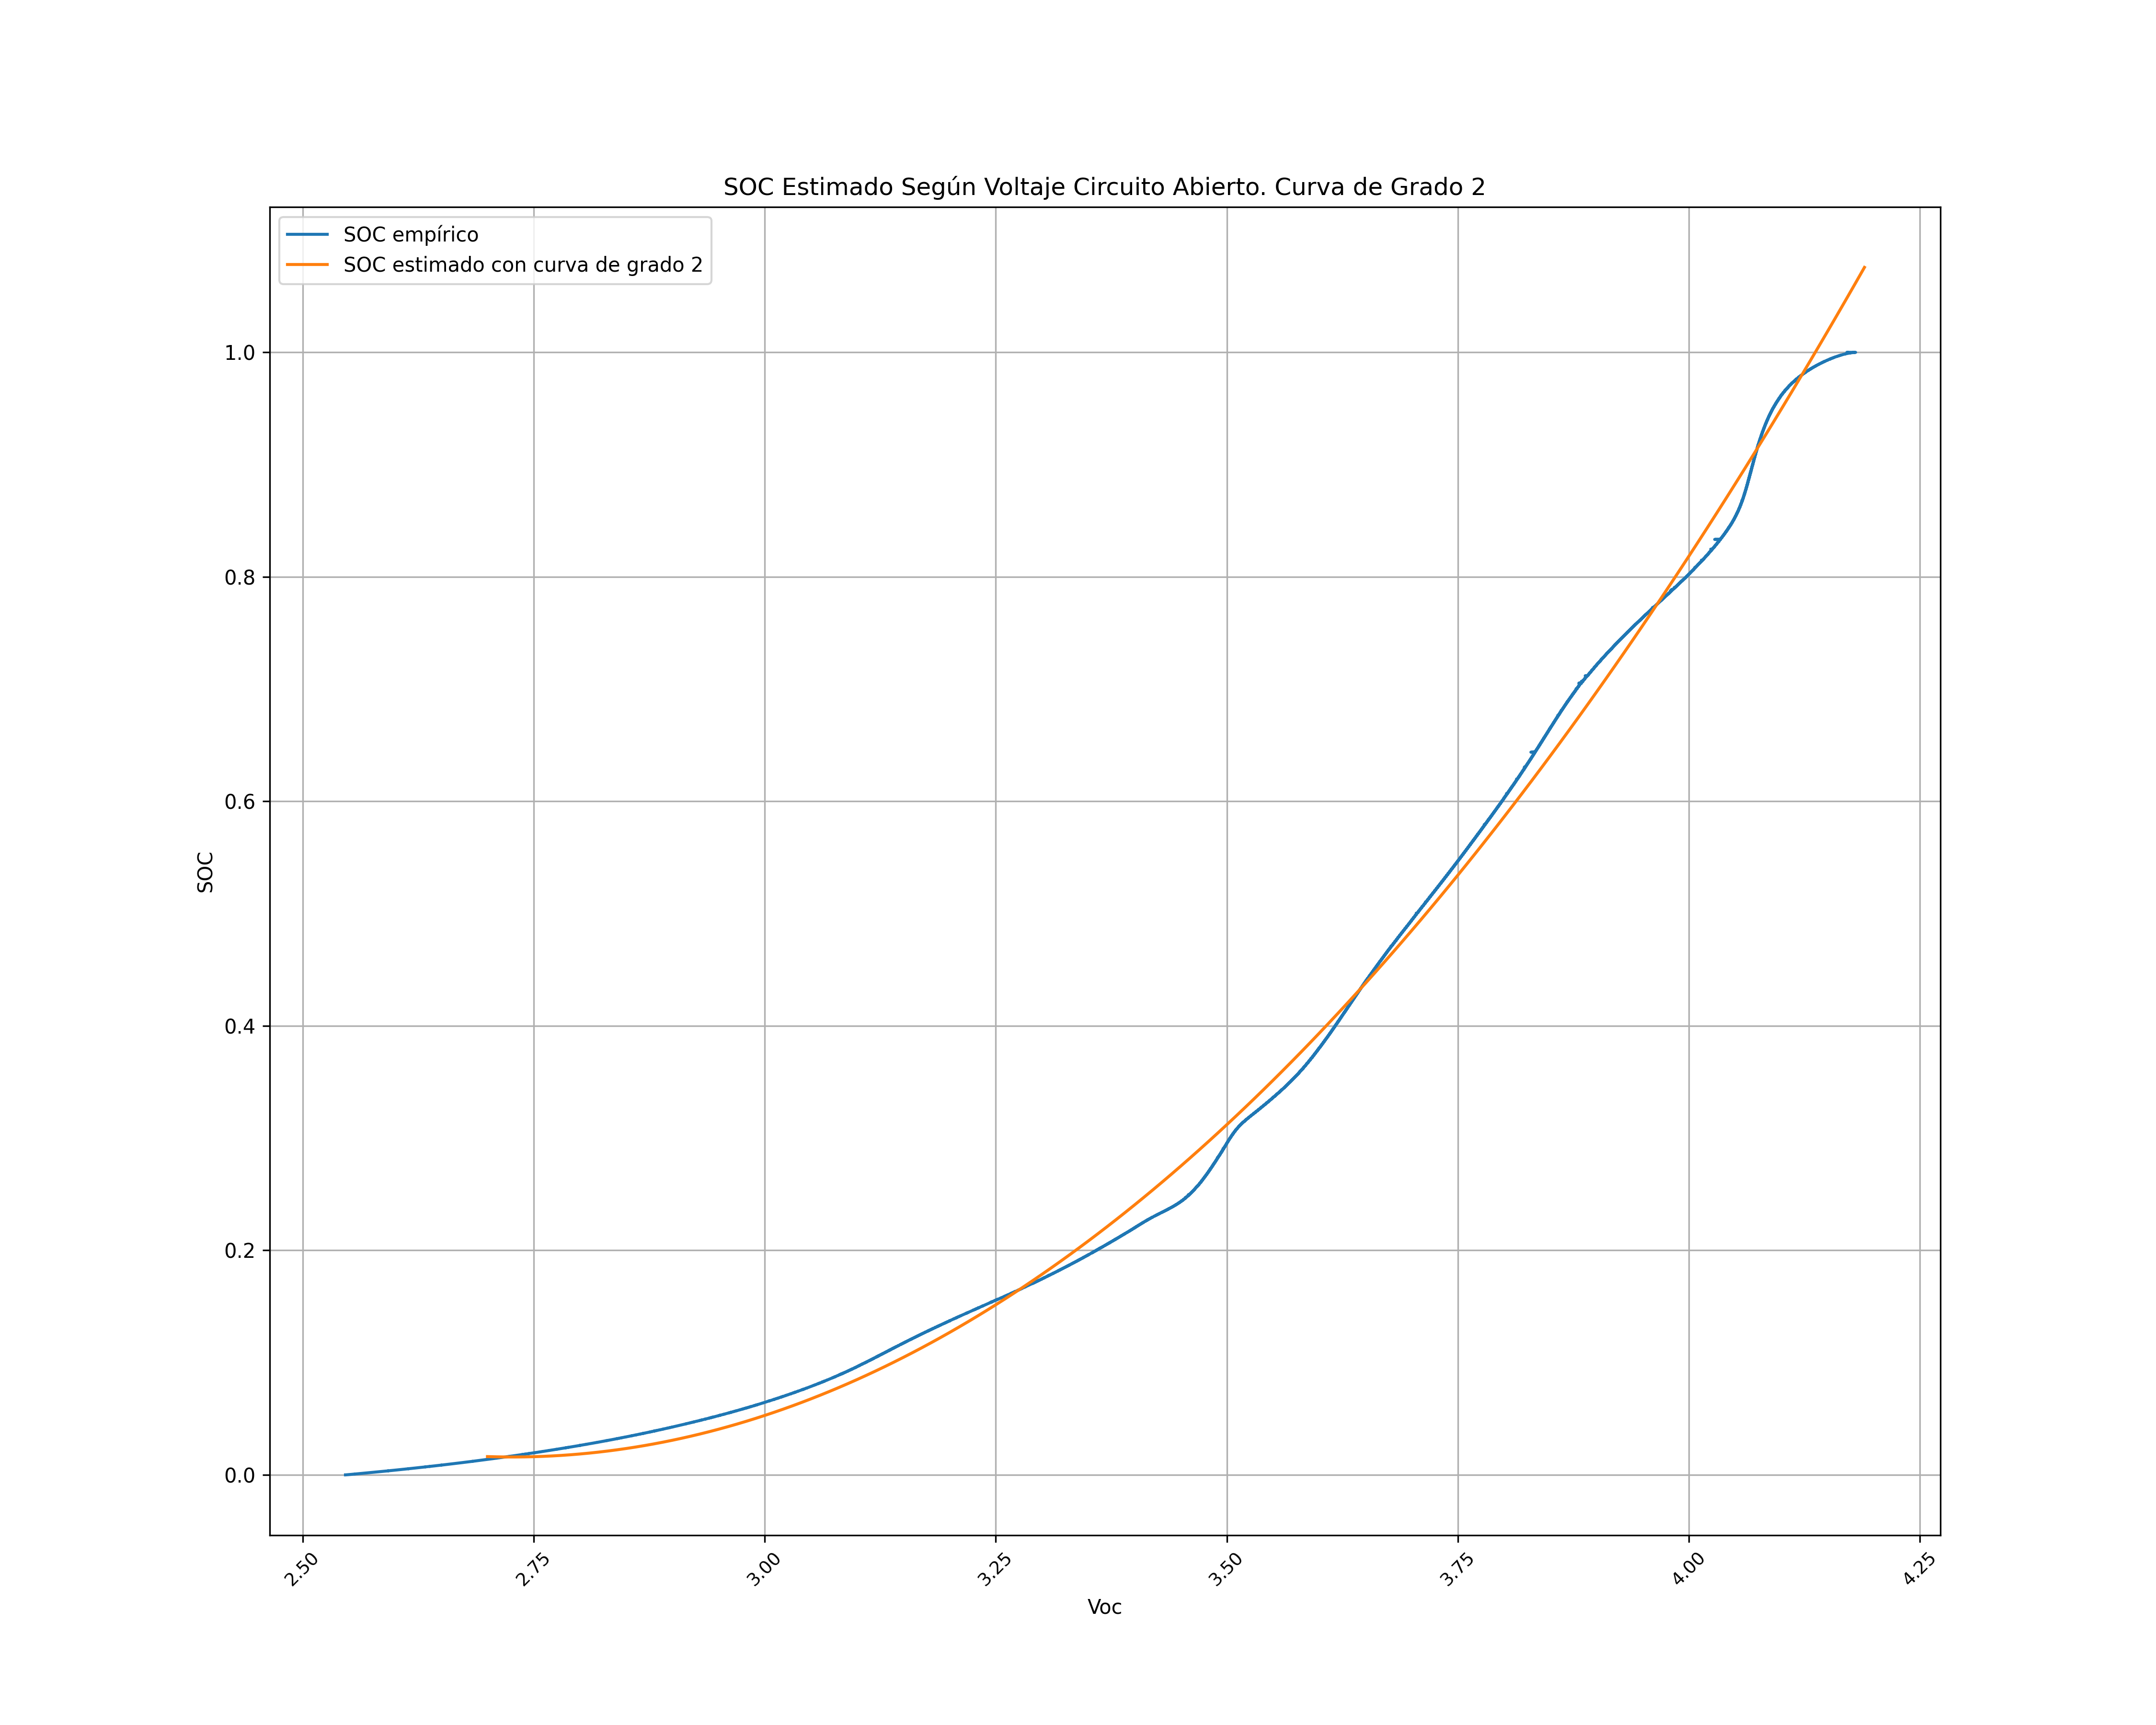 SOC Estimado Según Voltaje Circuito Abierto. Curva de Grado 2
SOC empírico
SOC estimado con curva de grado 2
1.0
0.8
0.6
0.4
0.2
0.0
SOC
2.50
2.75
3.00
3.25
3.50
3.75
4.00
4.25
Voc